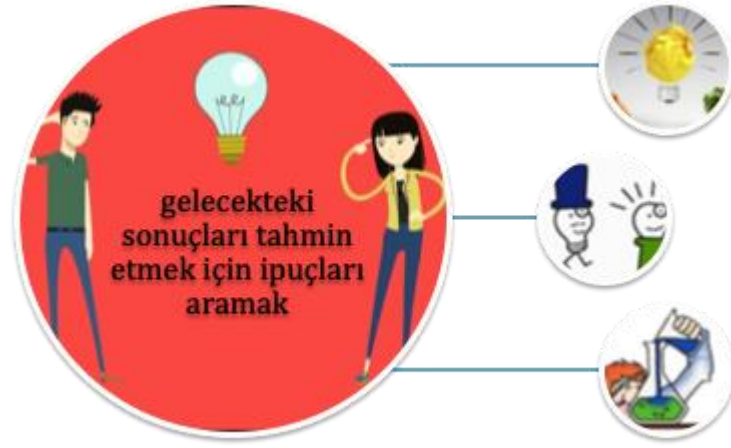 gelecekteki
sonuçları tahmin
etmek için ipuçları
aramak